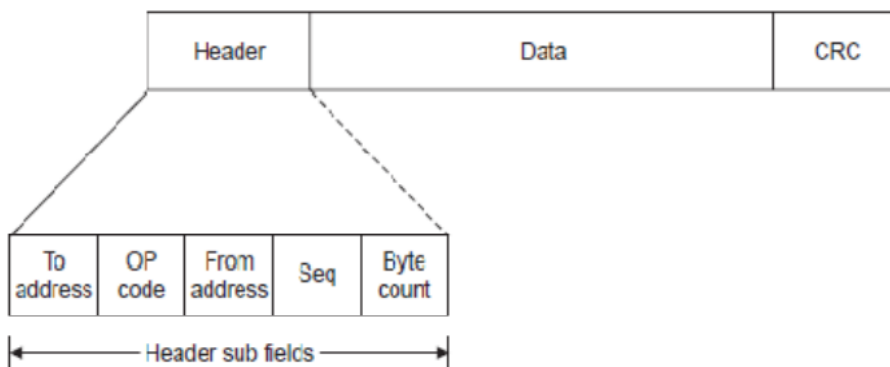 Header Data CRC
To address OP code From address Seq Byte count
Header sub fields